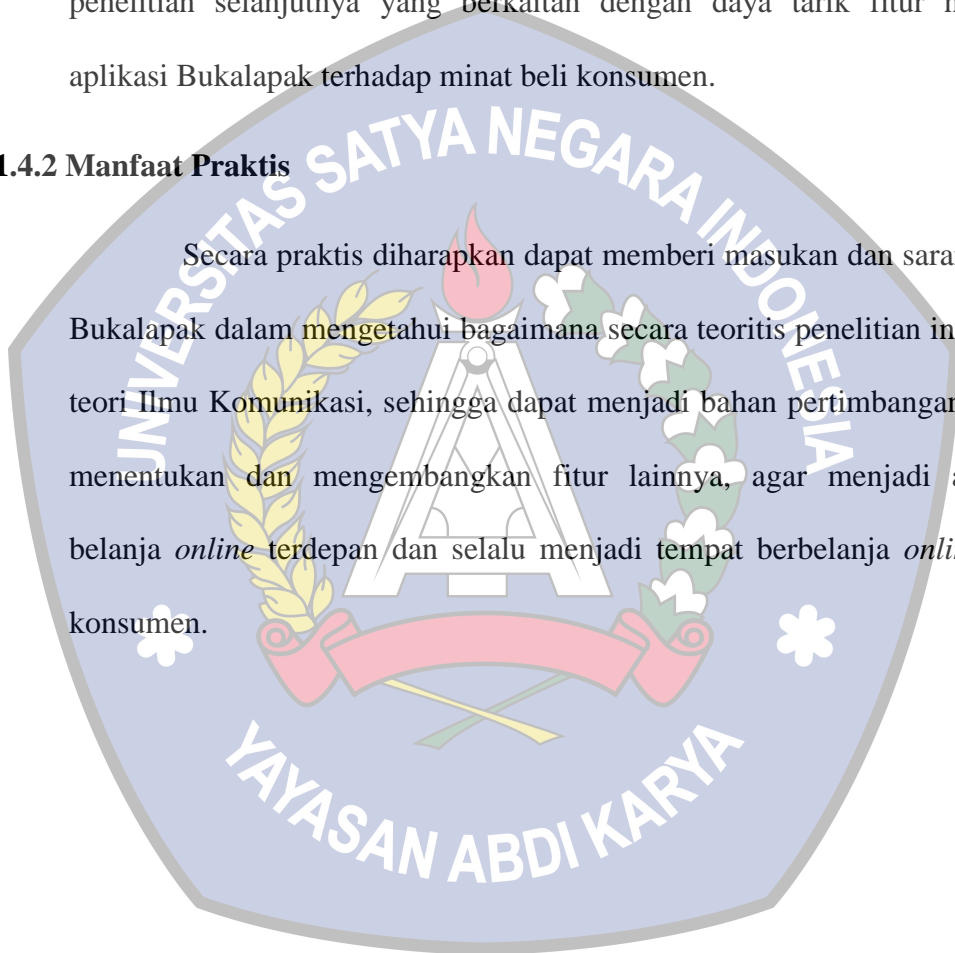 penelitian selanjutnya yang berkaitan dengan daya tarik fitur
aplikasi Bukalapak terhadap minat beli konsumen.
1.4.2 Manfaat Praktis
Secara praktis diharapkan dapat memberi masukan dan
Bukalapak dalam mengetahui bagaimana secara teoritis penelitian
teori Ilmu Komunikasi, sehingga dapat menjadi bahan pertimbangan
menentukan dan mengembangkan fitur lainnya, agar menjadi
belanja online terdepan dan selalu menjadi tempat berbelanja
konsumen.
UNIVERSITAS SATYA NEGARA INDONESIA
YAYASAN ABDI KARYA